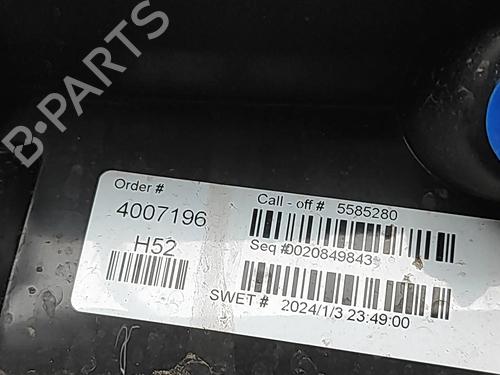 B-PARTS
Order #
4007196
H52
Call - off # 5585280
Seq # 0020849843
SWET # 2024/1/3 23:49:00